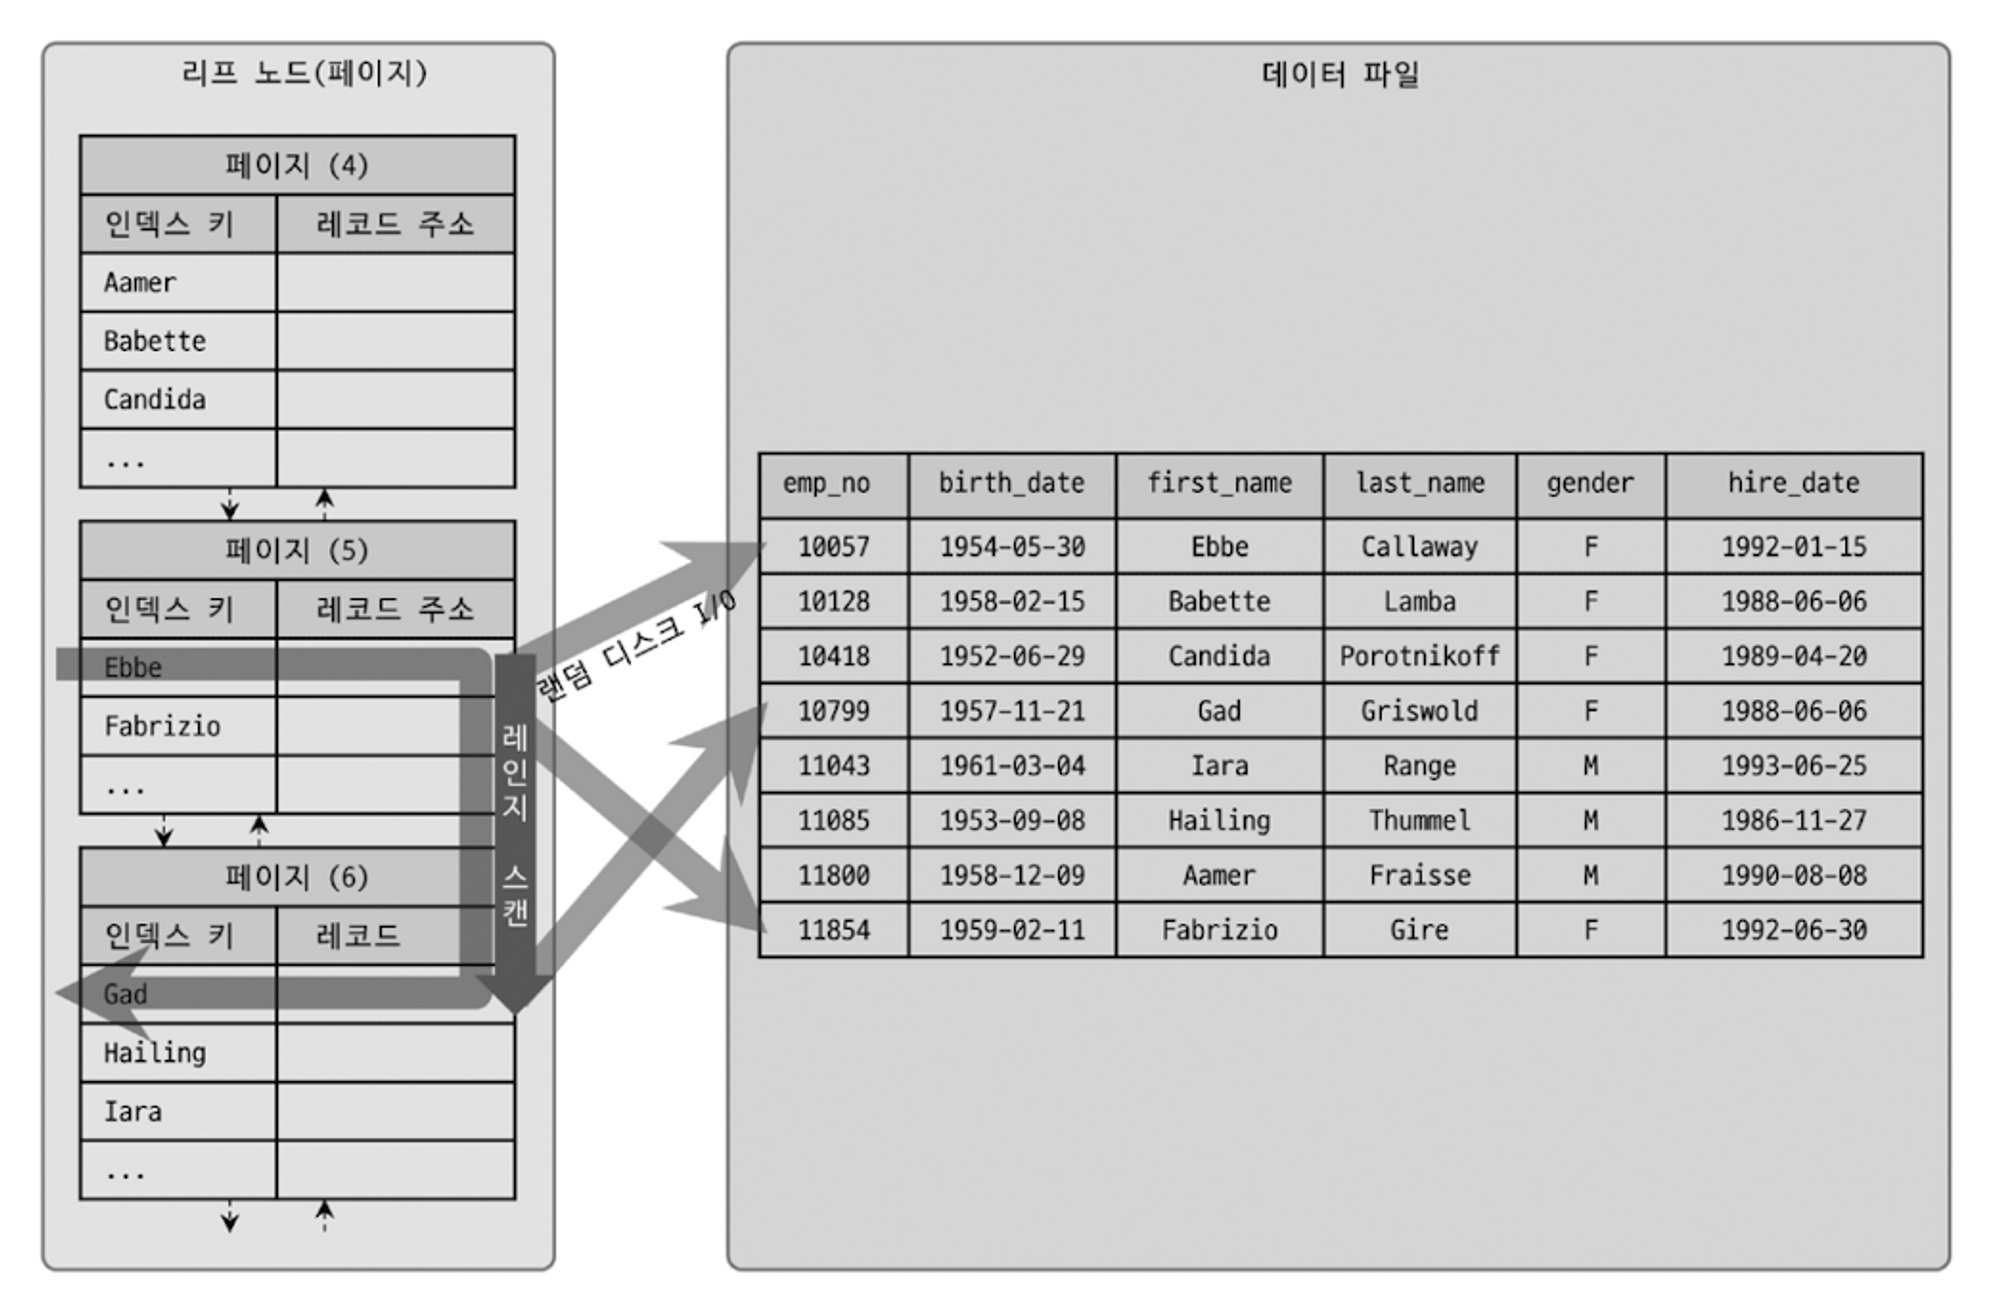 리프 노드(페이지)
페이지 (4)
인덱스 키 레코드 주소
Aamer
Babette
Candida
...
페이지 (5)
인덱스 키 레코드 주소
Ebbe
Fabrizio
...
페이지 (6)
인덱스 키 레코드
Gad
Hailing
Iara
...
레인지 스캔
랜덤 디스크 I/O
데이터 파일
emp_no birth_date first_name last_name gender hire_date
10057 1954-05-30 Ebbe Callaway F 1992-01-15
10128 1958-02-15 Babette Lamba F 1988-06-06
10418 1952-06-29 Candida Porotnikoff F 1989-04-20
10799 1957-11-21 Gad Griswold F 1988-06-06
11043 1961-03-04 Iara Range M 1993-06-25
11085 1953-09-08 Hailing Thummel M 1986-11-27
11800 1958-12-09 Aamer Fraisse M 1990-08-08
11854 1959-02-11 Fabrizio Gire F 1992-06-30